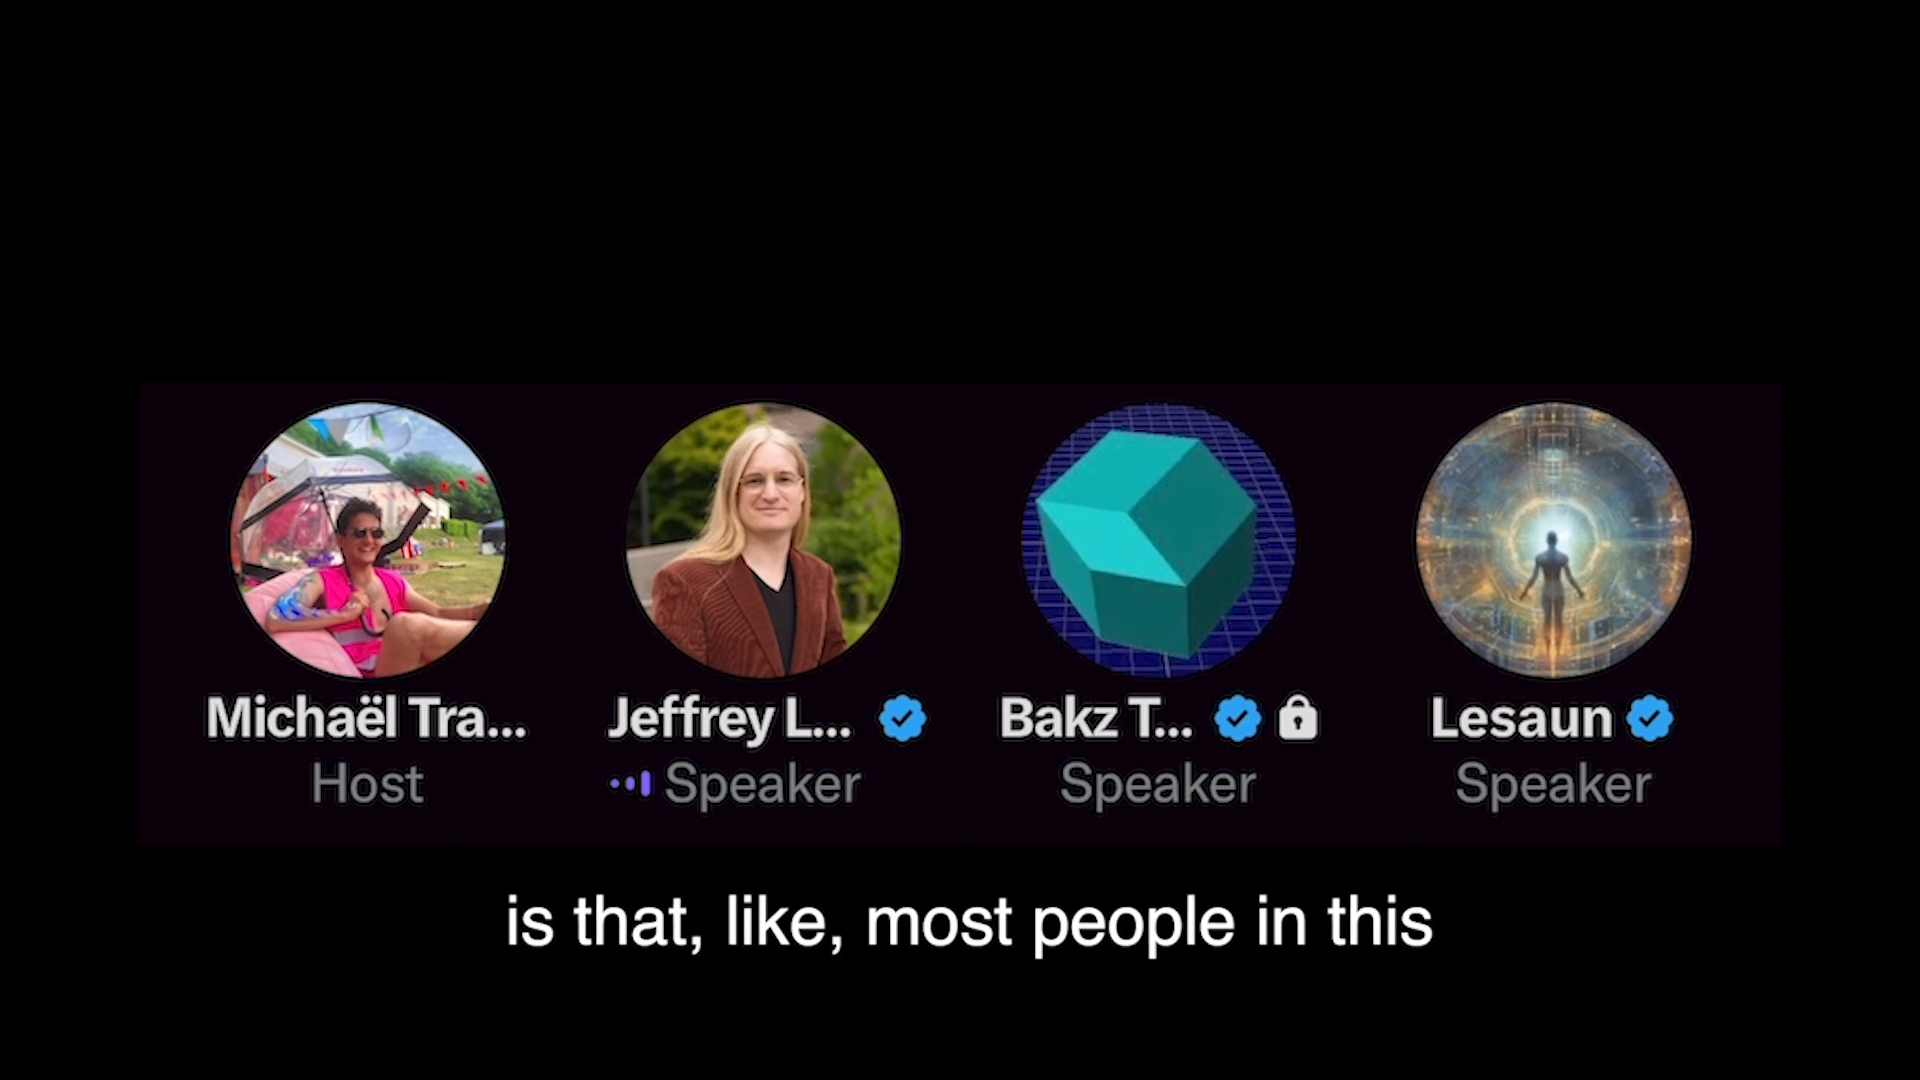 Michaël Tra...
Jeffrey L...
Bakz T...
Lesaun
Host
Speaker
Speaker
Speaker
is that, like, most people in this